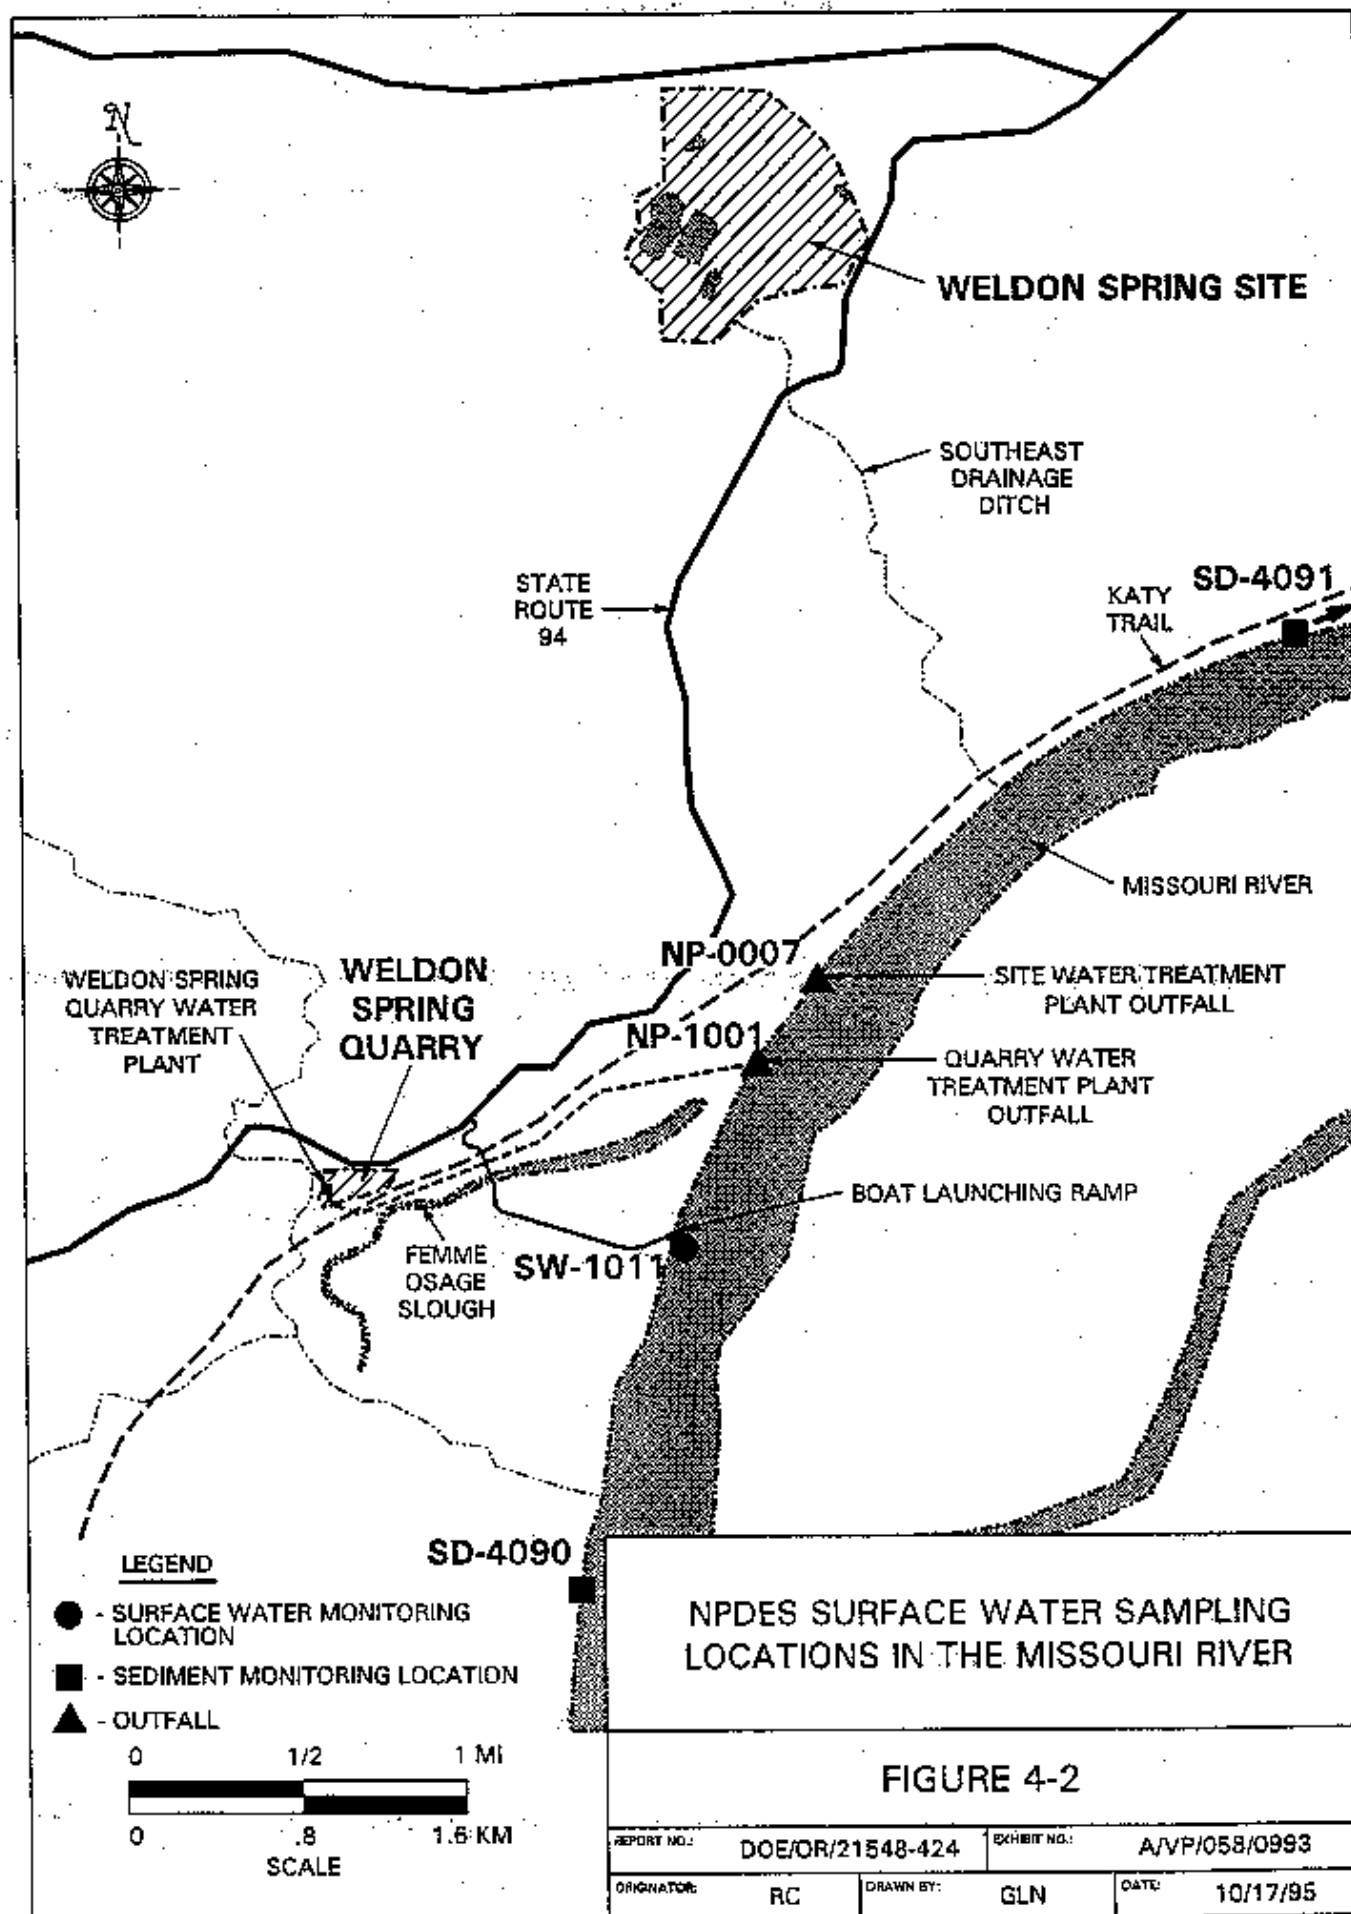 N
WELDON SPRING SITE
SOUTHEAST
DRAINAGE
DITCH
STATE
ROUTE
94
SD-4091
KATY
TRAIL
MISSOURI RIVER
NP-0007
SITE WATER TREATMENT
PLANT OUTFALL
WELDON SPRING
QUARRY WATER
TREATMENT
PLANT
WELDON
SPRING
QUARRY
NP-1001
QUARRY WATER
TREATMENT PLANT
OUTFALL
BOAT LAUNCHING RAMP
SW-1011
FEMME
OSAGE
SLOUGH
SD-4090
LEGEND
- SURFACE WATER MONITORING
LOCATION
- SEDIMENT MONITORING LOCATION
- OUTFALL
0 1/2 1 MI
0 .8 1.6 KM
SCALE
NPDES SURFACE WATER SAMPLING
LOCATIONS IN THE MISSOURI RIVER
FIGURE 4-2
REPORT NO.: DOE/OR/21548-424 EXHIBIT NO.: A/VP/058/0993
ORIGINATOR: RC DRAWN BY: GLN DATE: 10/17/95